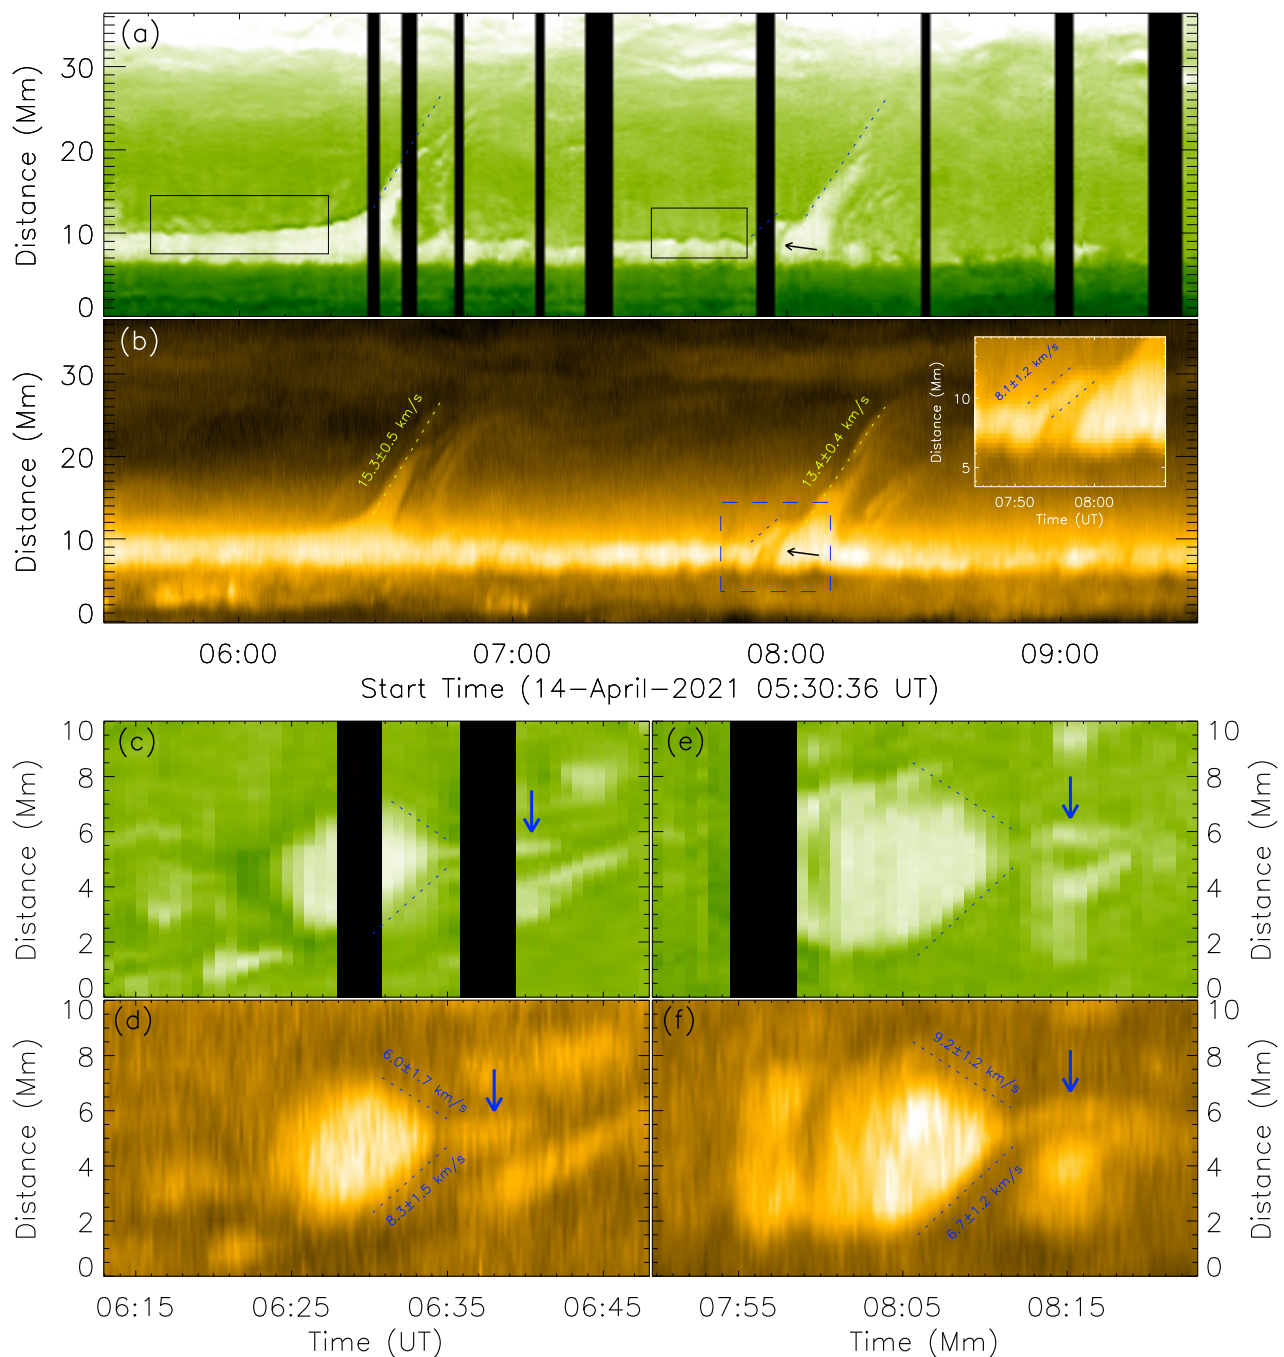 (a)
30
20
10
0
Distance (Mm)
(b)
30
20
10
0
Distance (Mm)
15.3±0.5 km/s
13.4±0.4 km/s
8.1±1.2 km/s
10
5
Distance (Mm)
07:50 08:00
Time (UT)
06:00 07:00 08:00 09:00
Start Time (14-April-2021 05:30:36 UT)
(c)
10
8
6
4
2
0
Distance (Mm)
(e)
10
8
6
4
2
0
Distance (Mm)
(d)
10
8
6
4
2
0
Distance (Mm)
6.0±1.7 km/s
8.3±1.5 km/s
(f)
9.2±1.2 km/s
6.7±1.2 km/s
10
8
6
4
2
0
Distance (Mm)
06:15 06:25 06:35 06:45
Time (UT)
07:55 08:05 08:15
Time (Mm)